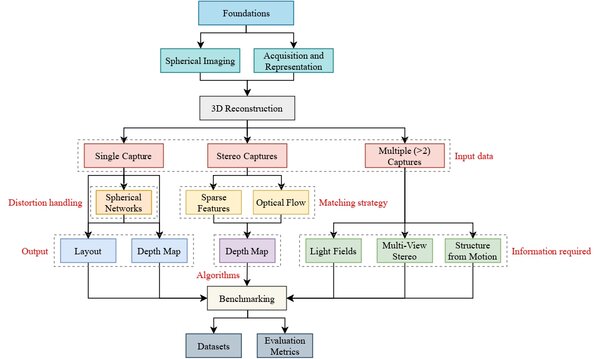 Foundations
Spherical Imaging
Acquisition and
Representation
3D Reconstruction
Single Capture
Stereo Captures
Multiple (>2)
Captures
Input data
Distortion handling
Spherical
Networks
Sparse
Features
Optical Flow
Matching strategy
Output
Layout
Depth Map
Depth Map
Light Fields
Multi-View
Stereo
Structure
from Motion
Information required
Algorithms
Benchmarking
Datasets
Evaluation
Metrics